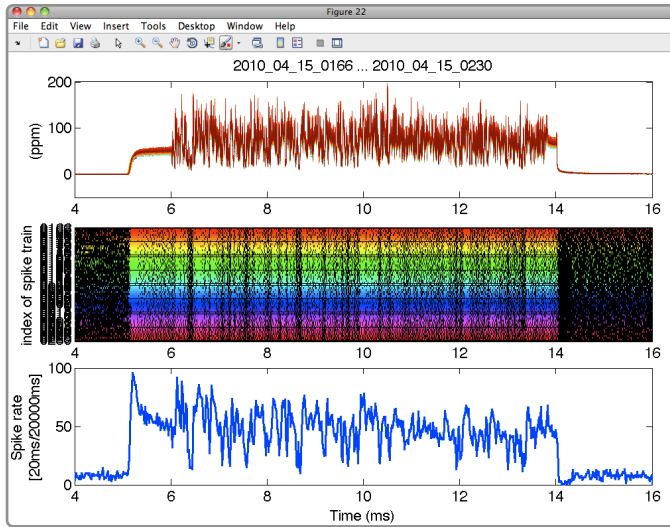 Figure 22
File Edit View Insert Tools Desktop Window Help
2010_04_15_0166 ... 2010_04_15_0230
200
100
0
(ppm)
4 6 8 10 12 14 16
index of spike train
4 6 8 10 12 14 16
100
50
0
Spike rate
[20ms/20000ms]
4 6 8 10 12 14 16
Time (ms)